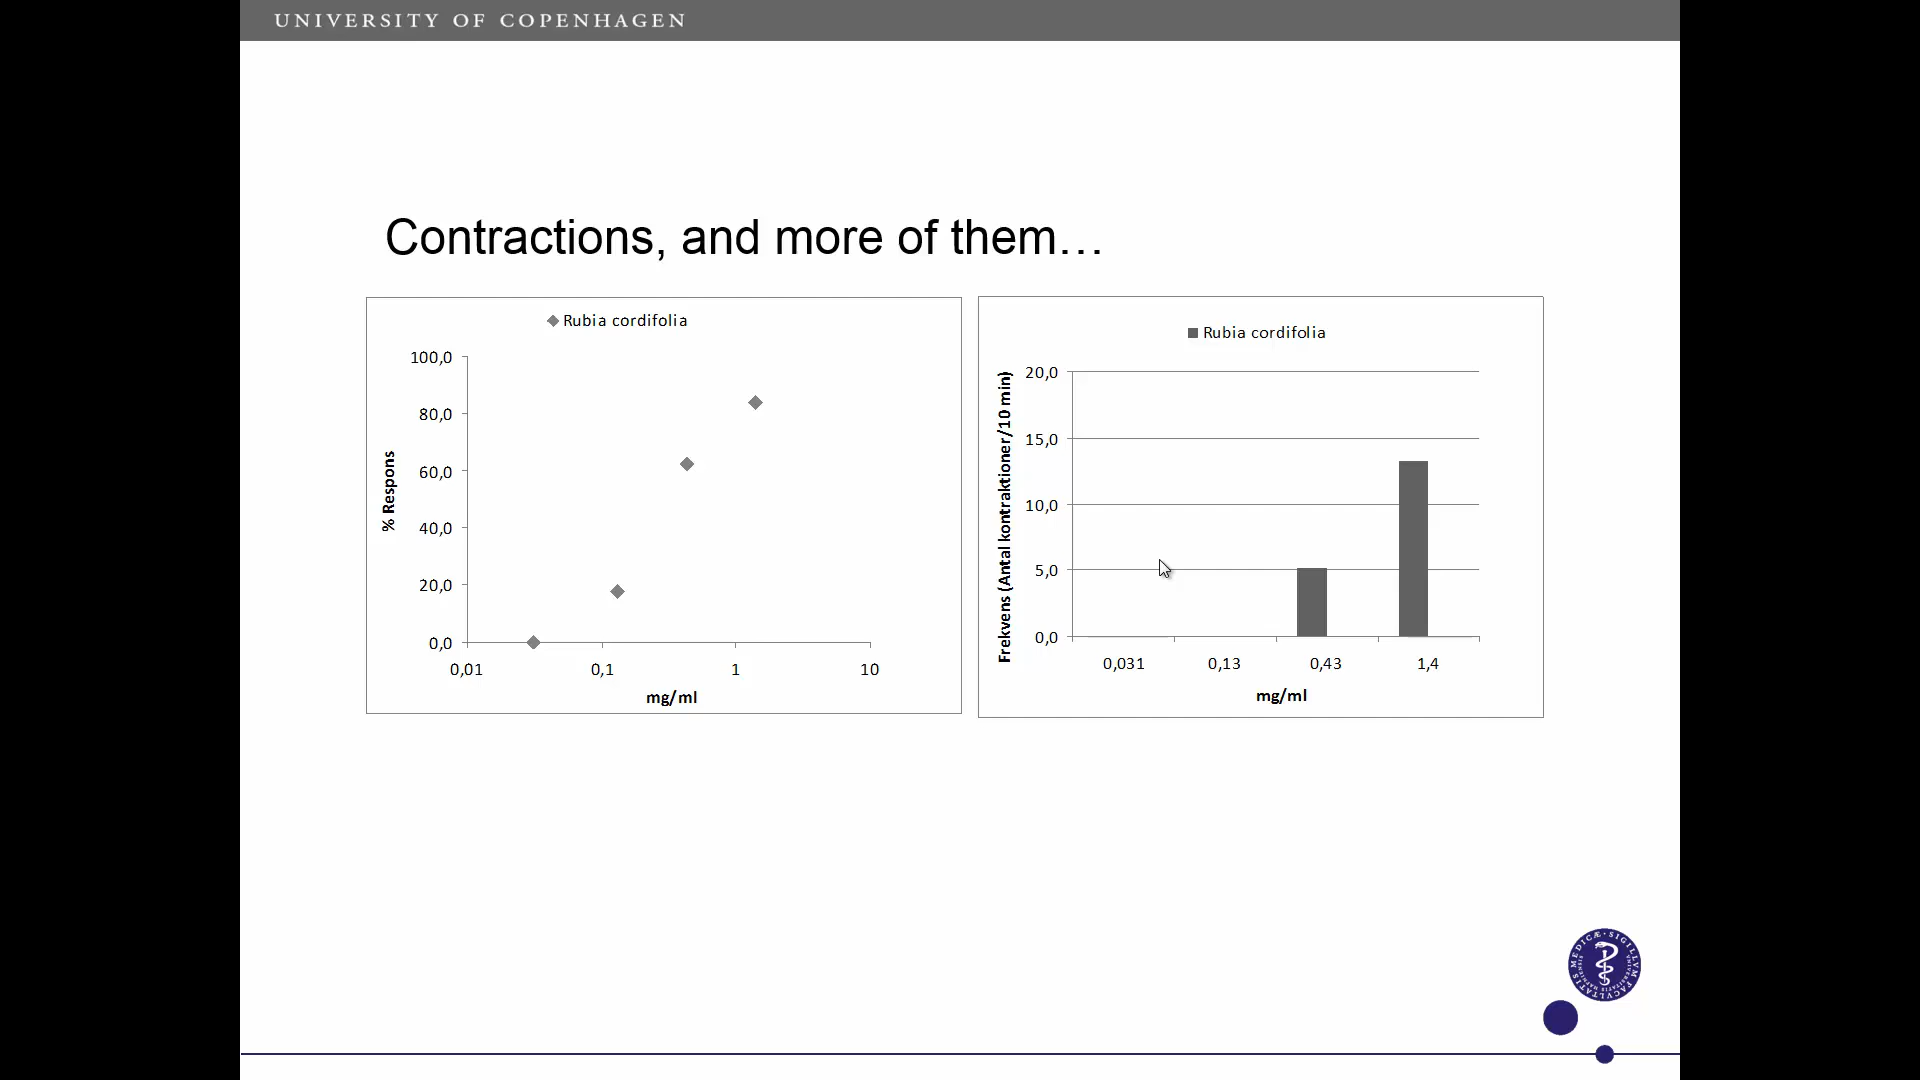 UNIVERSITY OF COPENHAGEN
Contractions, and more of them…
Rubia cordifolia
100,0
80,0
60,0
40,0
20,0
0,0
% Respons
0,01 0,1 1 10
mg/ml
Rubia cordifolia
20,0
15,0
10,0
5,0
0,0
Frekvens (Antal kontraktioner/10 min)
0,031 0,13 0,43 1,4
mg/ml